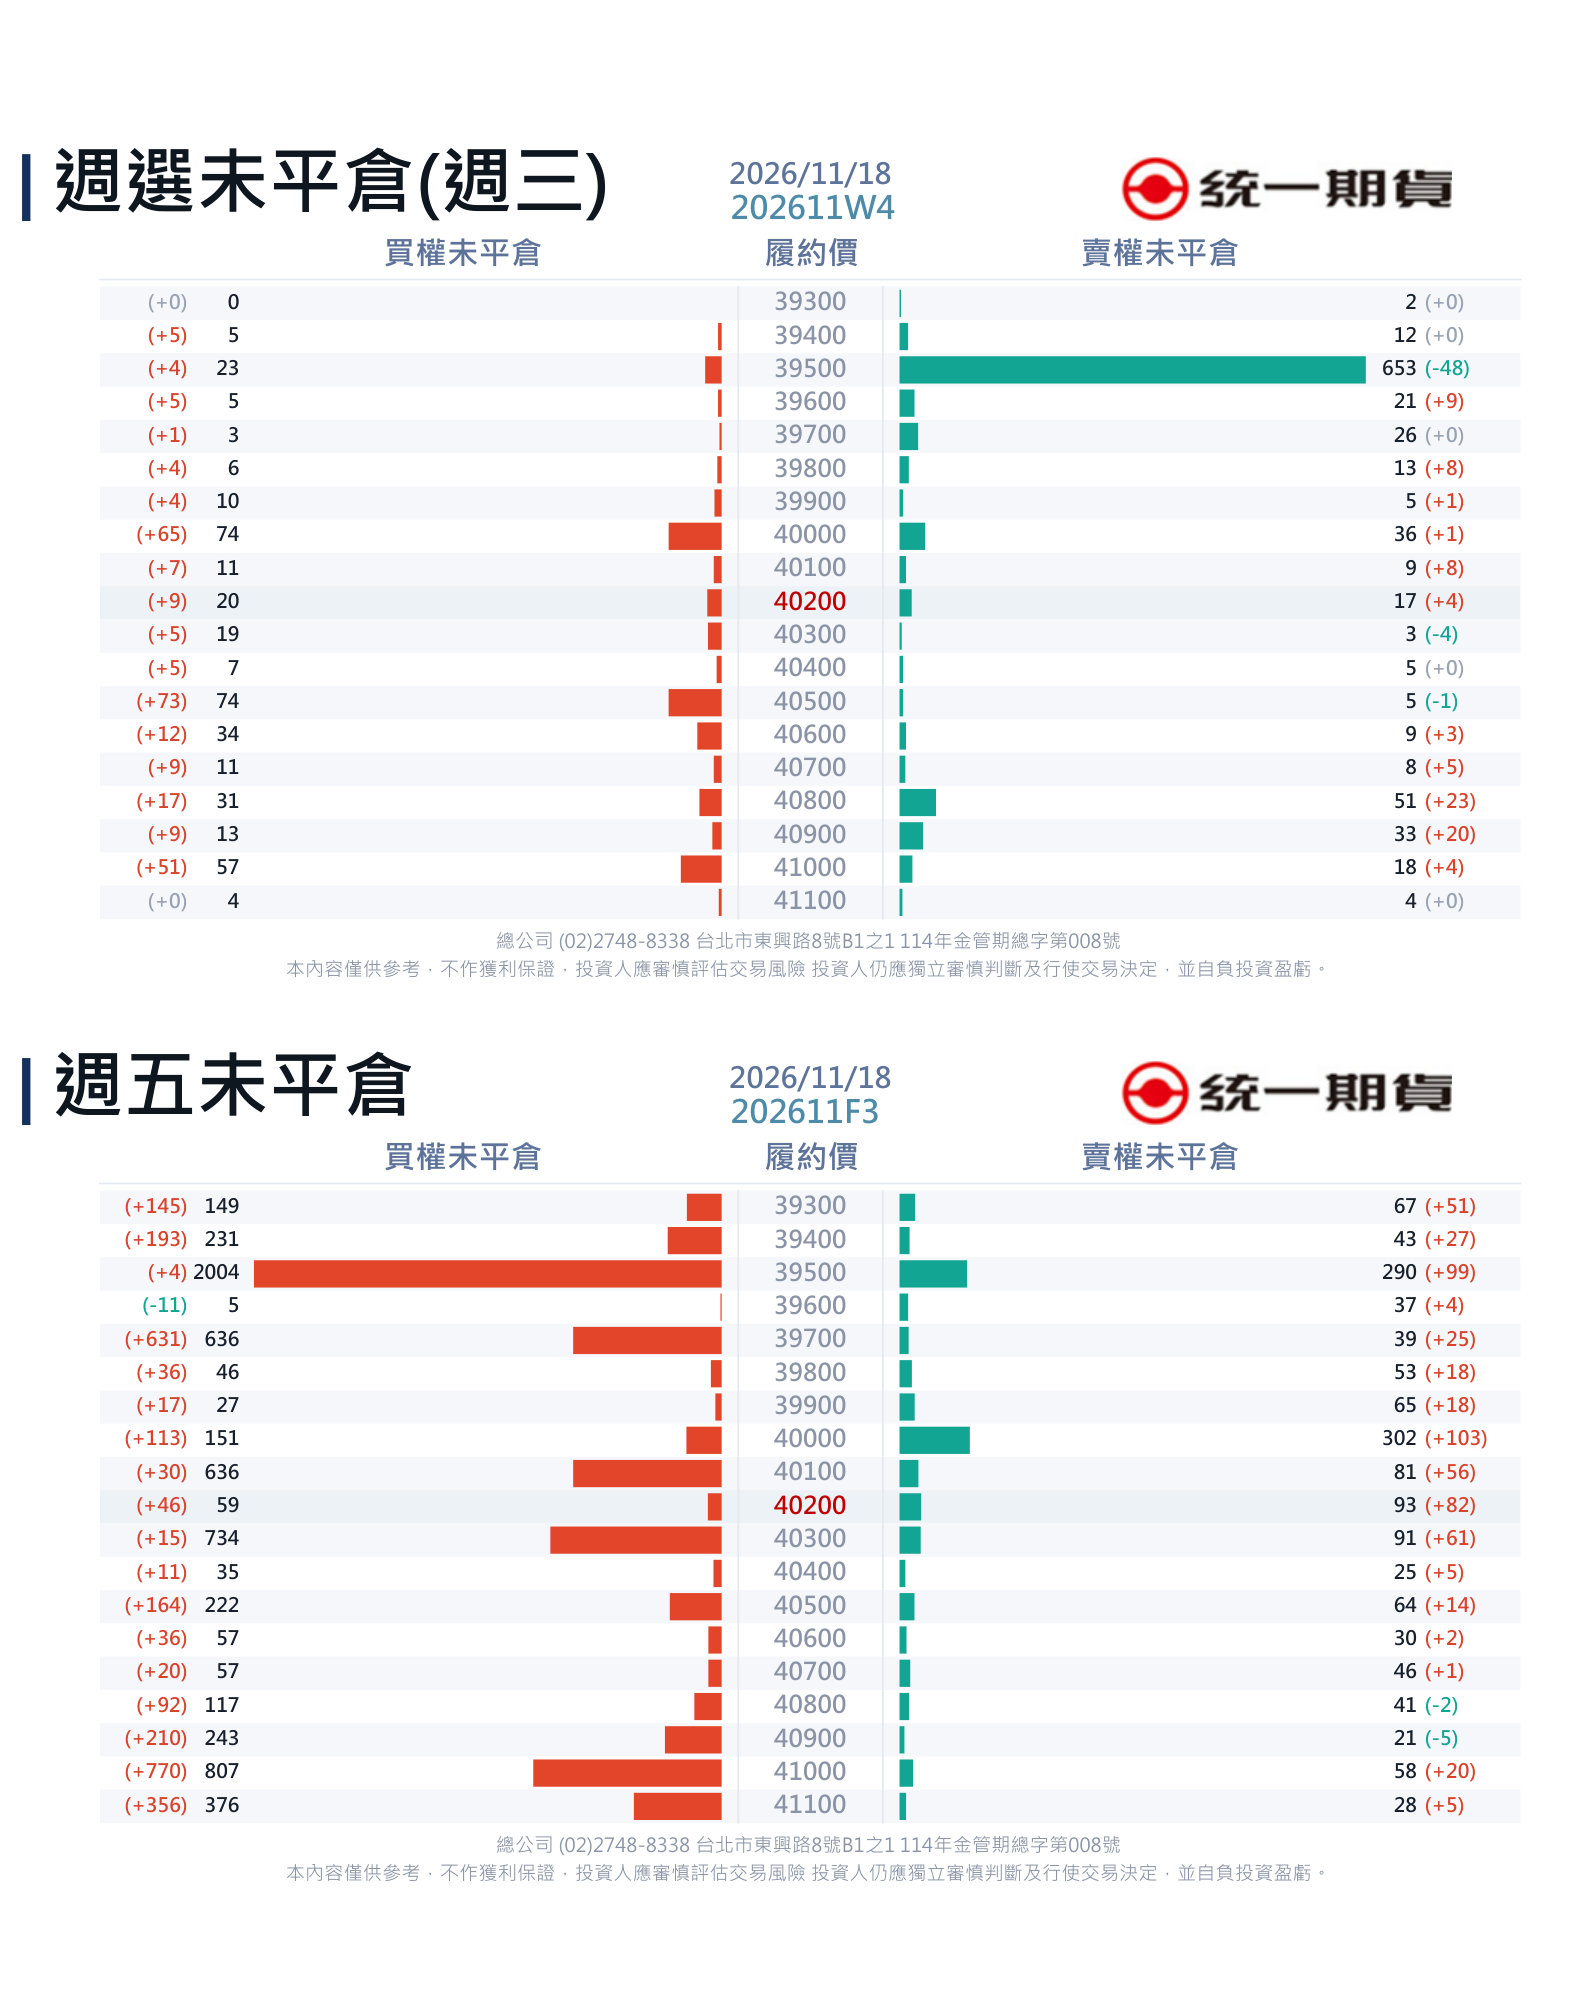 週選未平倉(週三)
2026/11/18
202611W4
統一期貨
買權未平倉 履約價 賣權未平倉
(+0) 0 39300 2 (+0)
(+5) 5 39400 12 (+0)
(+4) 23 39500 653 (-48)
(+5) 5 39600 21 (+9)
(+1) 3 39700 26 (+0)
(+4) 6 39800 13 (+8)
(+4) 10 39900 5 (+1)
(+65) 74 40000 36 (+1)
(+7) 11 40100 9 (+8)
(+9) 20 40200 17 (+4)
(+5) 19 40300 3 (-4)
(+5) 7 40400 5 (+0)
(+73) 74 40500 5 (-1)
(+12) 34 40600 9 (+3)
(+9) 11 40700 8 (+5)
(+17) 31 40800 51 (+23)
(+9) 13 40900 33 (+20)
(+51) 57 41000 18 (+4)
(+0) 4 41100 4 (+0)
總公司 (02)2748-8338 台北市東興路8號B1之1 114年金管期總字第008號
本內容僅供參考﹐不作獲利保證﹐投資人應審慎評估交易風險 投資人仍應獨立審慎判斷及行使交易決定﹐並自負投資盈虧。
週五未平倉
2026/11/18
202611F3
統一期貨
買權未平倉 履約價 賣權未平倉
(+145) 149 39300 67 (+51)
(+193) 231 39400 43 (+27)
(+4) 2004 39500 290 (+99)
(-11) 5 39600 37 (+4)
(+631) 636 39700 39 (+25)
(+36) 46 39800 53 (+18)
(+17) 27 39900 65 (+18)
(+113) 151 40000 302 (+103)
(+30) 636 40100 81 (+56)
(+46) 59 40200 93 (+82)
(+15) 734 40300 91 (+61)
(+11) 35 40400 25 (+5)
(+164) 222 40500 64 (+14)
(+36) 57 40600 30 (+2)
(+20) 57 40700 46 (+1)
(+92) 117 40800 41 (-2)
(+210) 243 40900 21 (-5)
(+770) 807 41000 58 (+20)
(+356) 376 41100 28 (+5)
總公司 (02)2748-8338 台北市東興路8號B1之1 114年金管期總字第008號
本內容僅供參考﹐不作獲利保證﹐投資人應審慎評估交易風險 投資人仍應獨立審慎判斷及行使交易決定﹐並自負投資盈虧。